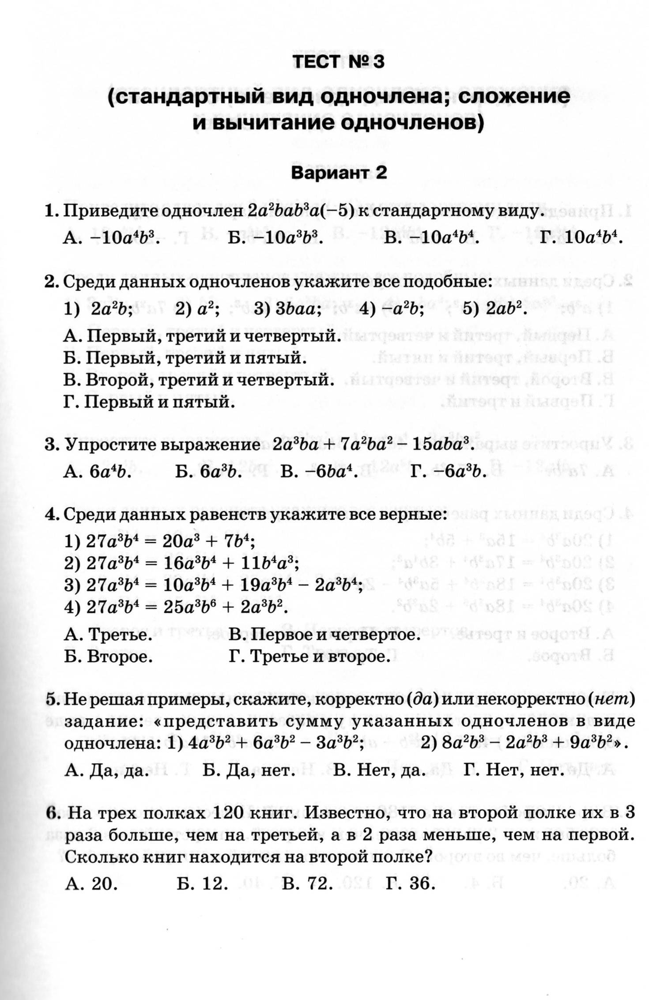 ТЕСТ № 3
(стандартный вид одночлена; сложение
и вычитание одночленов)
Вариант 2
1. Приведите одночлен 2a²bab³a(−5) к стандартному виду.
А. −10a⁴b³. Б. −10a³b³. В. −10a⁴b⁴. Г. 10a⁴b⁴.
2. Среди данных одночленов укажите все подобные:
1) 2a²b; 2) a²; 3) 3baa; 4) −a²b; 5) 2ab².
А. Первый, третий и четвертый.
Б. Первый, третий и пятый.
В. Второй, третий и четвертый.
Г. Первый и пятый.
3. Упростите выражение 2a³ba + 7a²ba² − 15aba³.
А. 6a⁴b. Б. 6a³b. В. −6ba⁴. Г. −6a³b.
4. Среди данных равенств укажите все верные:
1) 27a³b⁴ = 20a³ + 7b⁴;
2) 27a³b⁴ = 16a³b⁴ + 11b⁴a³;
3) 27a³b⁴ = 10a³b⁴ + 19a³b⁴ − 2a³b⁴;
4) 27a³b⁴ = 25a³b⁶ + 2a³b².
А. Третье. В. Первое и четвертое.
Б. Второе. Г. Третье и второе.
5. Не решая примеры, скажите, корректно (да) или некорректно (нет)
задание: «представить сумму указанных одночленов в виде
одночлена: 1) 4a³b² + 6a³b² − 3a³b²; 2) 8a²b³ − 2a²b³ + 9a³b²».
А. Да, да. Б. Да, нет. В. Нет, да. Г. Нет, нет.
6. На трех полках 120 книг. Известно, что на второй полке их в 3
раза больше, чем на третьей, а в 2 раза меньше, чем на первой.
Сколько книг находится на второй полке?
А. 20. Б. 12. В. 72. Г. 36.